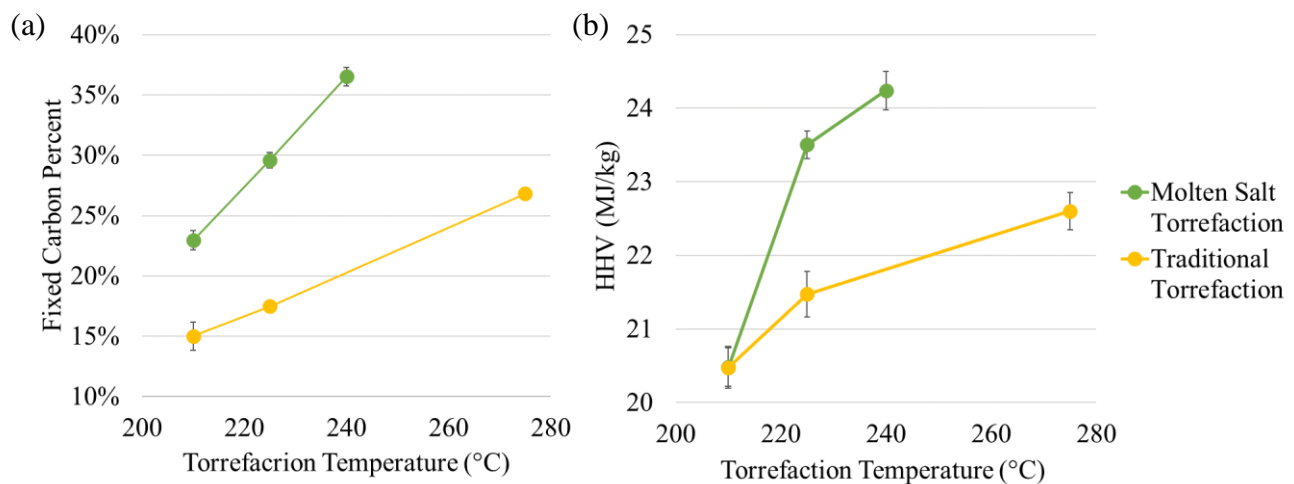 (a)
40%
35%
30%
25%
20%
15%
10%
Fixed Carbon Percent
200 220 240 260 280
Torrefacrion Temperature (°C)
(b)
25
24
23
22
21
20
HHV (MJ/kg)
200 220 240 260 280
Torrefaction Temperature (°C)
Molten Salt
Torrefaction
Traditional
Torrefaction